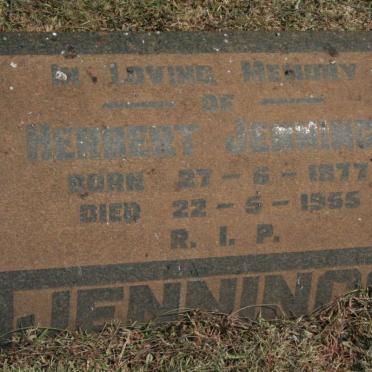 In Loving Memory
OF
Herbert Jennings
BORN 27 - 6 - 1877
DIED 22 - 5 - 1955
R. I. P.
JENNINGS